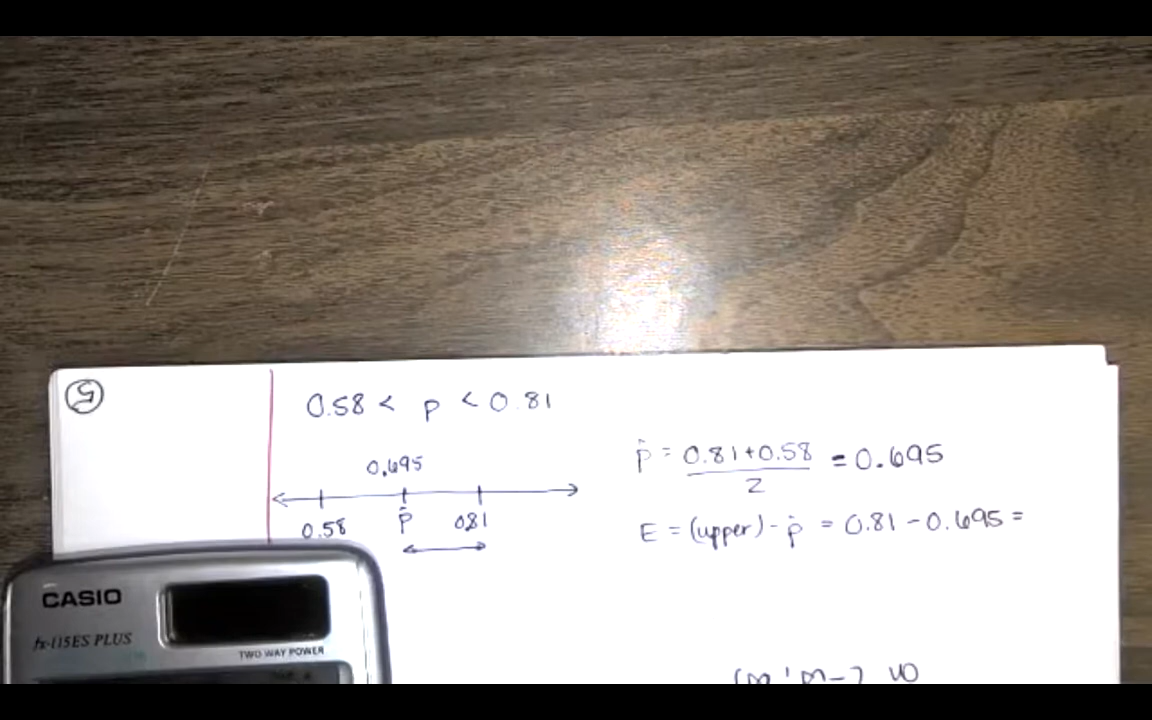 ⑤
0.58 < p < 0.81
0.695
0.58 p̂ 0.81
p̂ = 0.81+0.58 / 2 = 0.695
E = (upper) - p̂ = 0.81 - 0.695 =
CASIO
fx-115ES PLUS
TWO WAY POWER